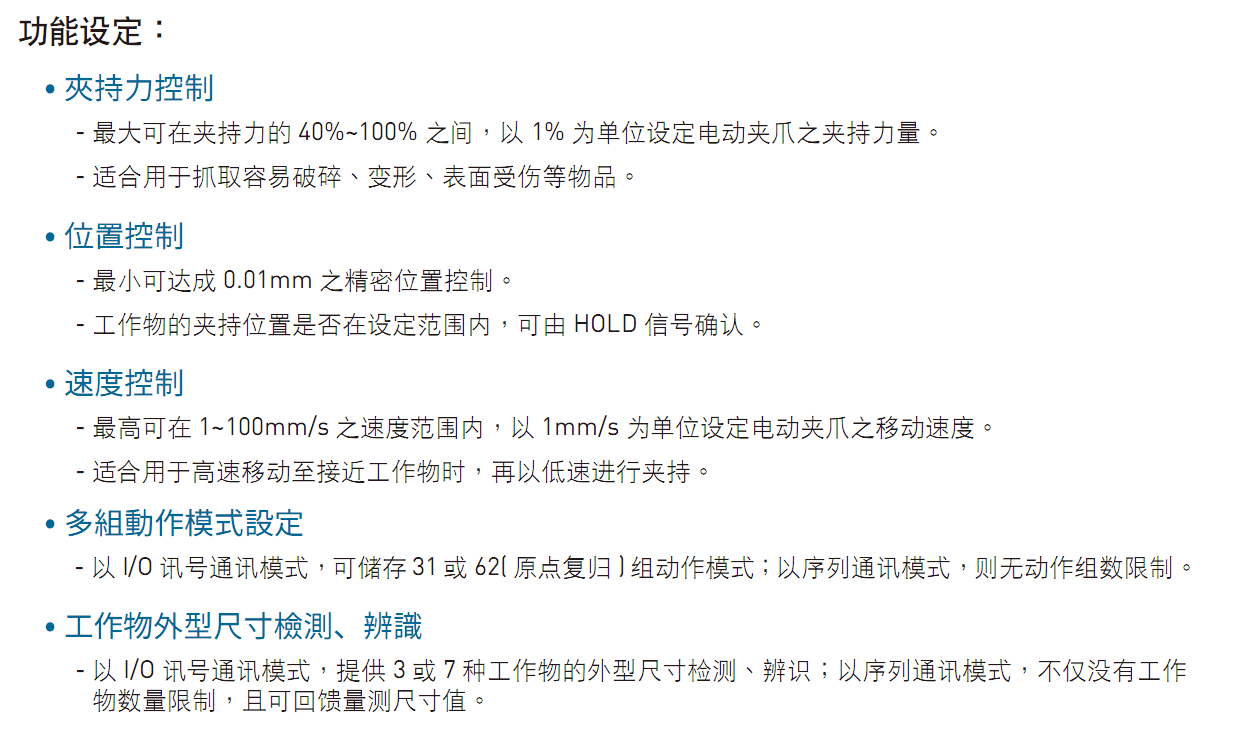 功能设定：
• 夾持力控制
- 最大可在夹持力的 40%~100% 之间，以 1% 为单位设定电动夹爪之夹持力量。
- 适合用于抓取容易破碎、变形、表面受伤等物品。
• 位置控制
- 最小可达成 0.01mm 之精密位置控制。
- 工作物的夹持位置是否在设定范围内，可由 HOLD 信号确认。
• 速度控制
- 最高可在 1~100mm/s 之速度范围内，以 1mm/s 为单位设定电动夹爪之移动速度。
- 适合用于高速移动至接近工作物时，再以低速进行夹持。
• 多組動作模式設定
- 以 I/O 讯号通讯模式，可储存 31 或 62( 原点复归 ) 组动作模式；以序列通讯模式，则无动作组数限制。
• 工作物外型尺寸檢測、辨識
- 以 I/O 讯号通讯模式，提供 3 或 7 种工作物的外型尺寸检测、辨识；以序列通讯模式，不仅没有工作
物数量限制，且可回馈量测尺寸值。